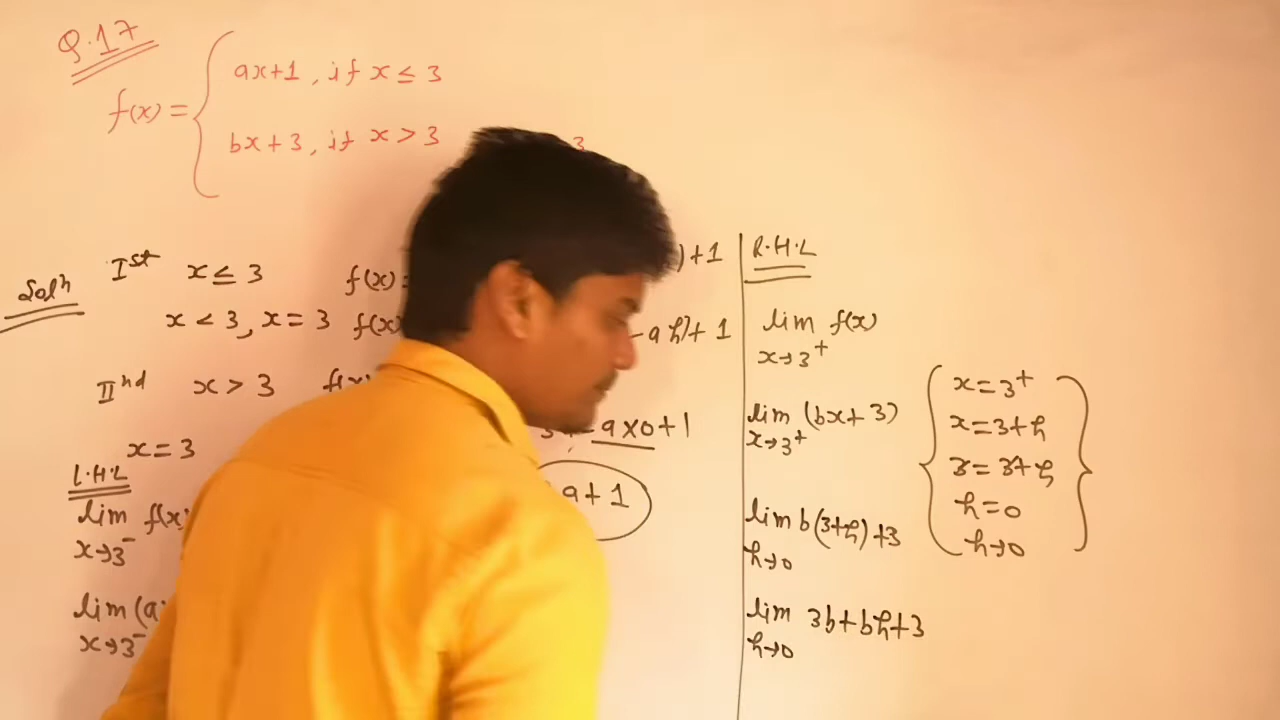 Q.17
f(x) = { ax+1, if x ≤ 3
bx+3, if x > 3
3
Solⁿ Iˢᵗ x ≤ 3 f(x) =
x < 3, x = 3 f(x)
IIⁿᵈ x > 3 f(x)
x = 3
L.H.L
lim f(x)
x→3⁻
lim (a
x→3⁻
)+1
-ah)+1
- a×0+1
a+1
R.H.L
lim f(x)
x→3⁺
lim (bx+3)
x→3⁺
lim b(3+h)+3
h→0
lim 3b+bh+3
h→0
{ x=3⁺
x=3+h
3=3+h
h=0
h→0 }